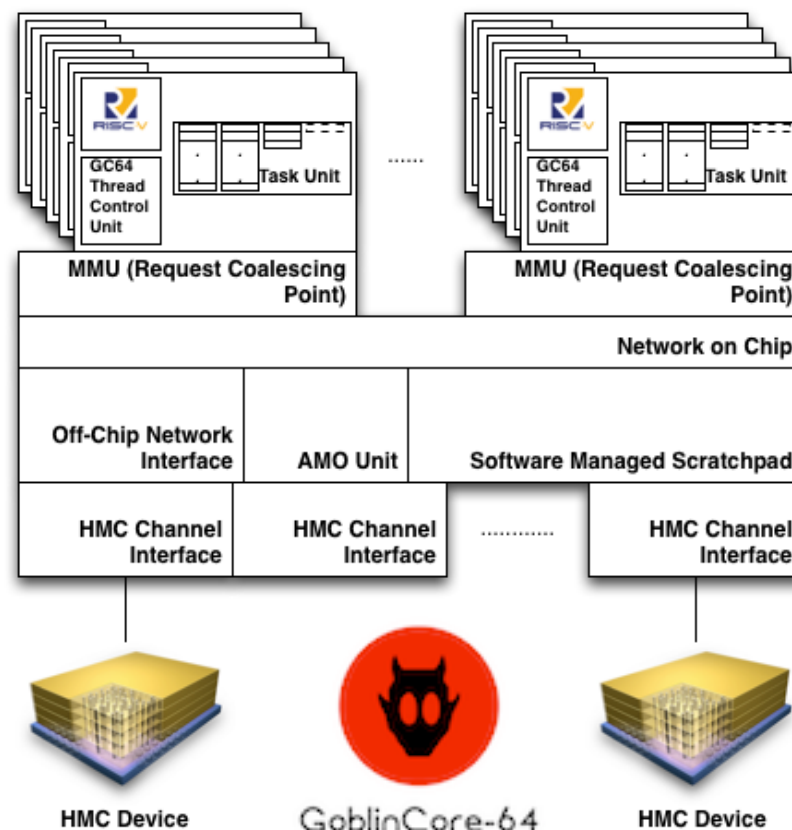 RISC V
RISC V
GC64
Thread
Control
Unit
Task Unit
......
GC64
Thread
Control
Unit
Task Unit
MMU (Request Coalescing
Point)
MMU (Request Coalescing
Point)
Network on Chip
Off-Chip Network
Interface
AMO Unit
Software Managed Scratchpad
HMC Channel
Interface
HMC Channel
Interface
............
HMC Channel
Interface
HMC Device
GoblinCore-64
HMC Device